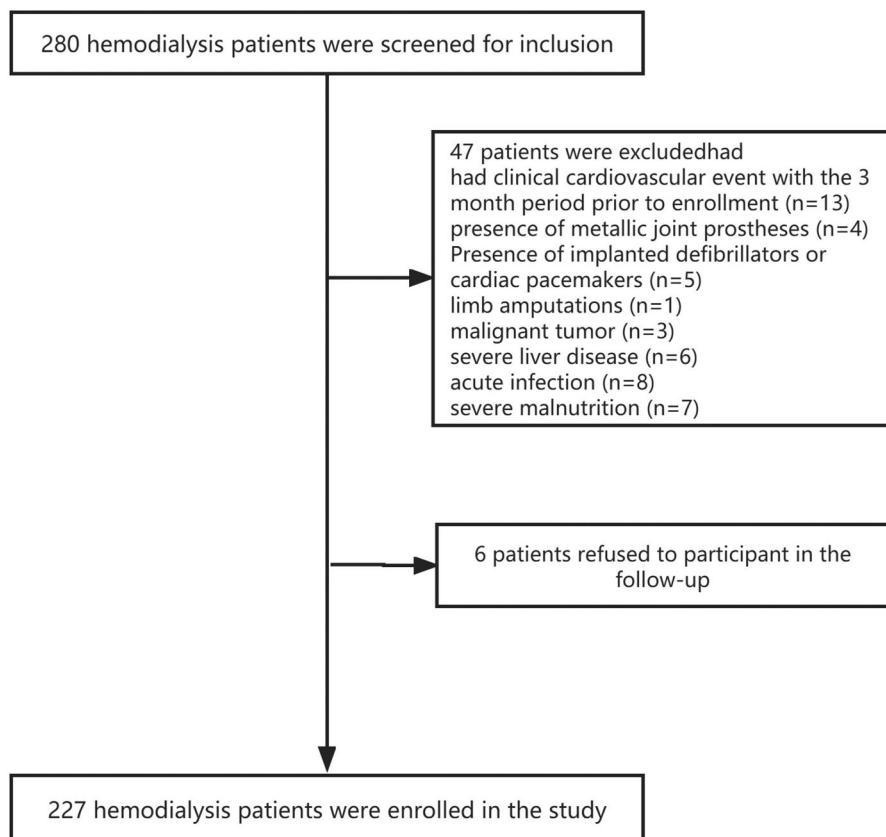 280 hemodialysis patients were screened for inclusion
47 patients were excludedhad
had clinical cardiovascular event with the 3
month period prior to enrollment (n=13)
presence of metallic joint prostheses (n=4)
Presence of implanted defibrillators or
cardiac pacemakers (n=5)
limb amputations (n=1)
malignant tumor (n=3)
severe liver disease (n=6)
acute infection (n=8)
severe malnutrition (n=7)
6 patients refused to participant in the
follow-up
227 hemodialysis patients were enrolled in the study